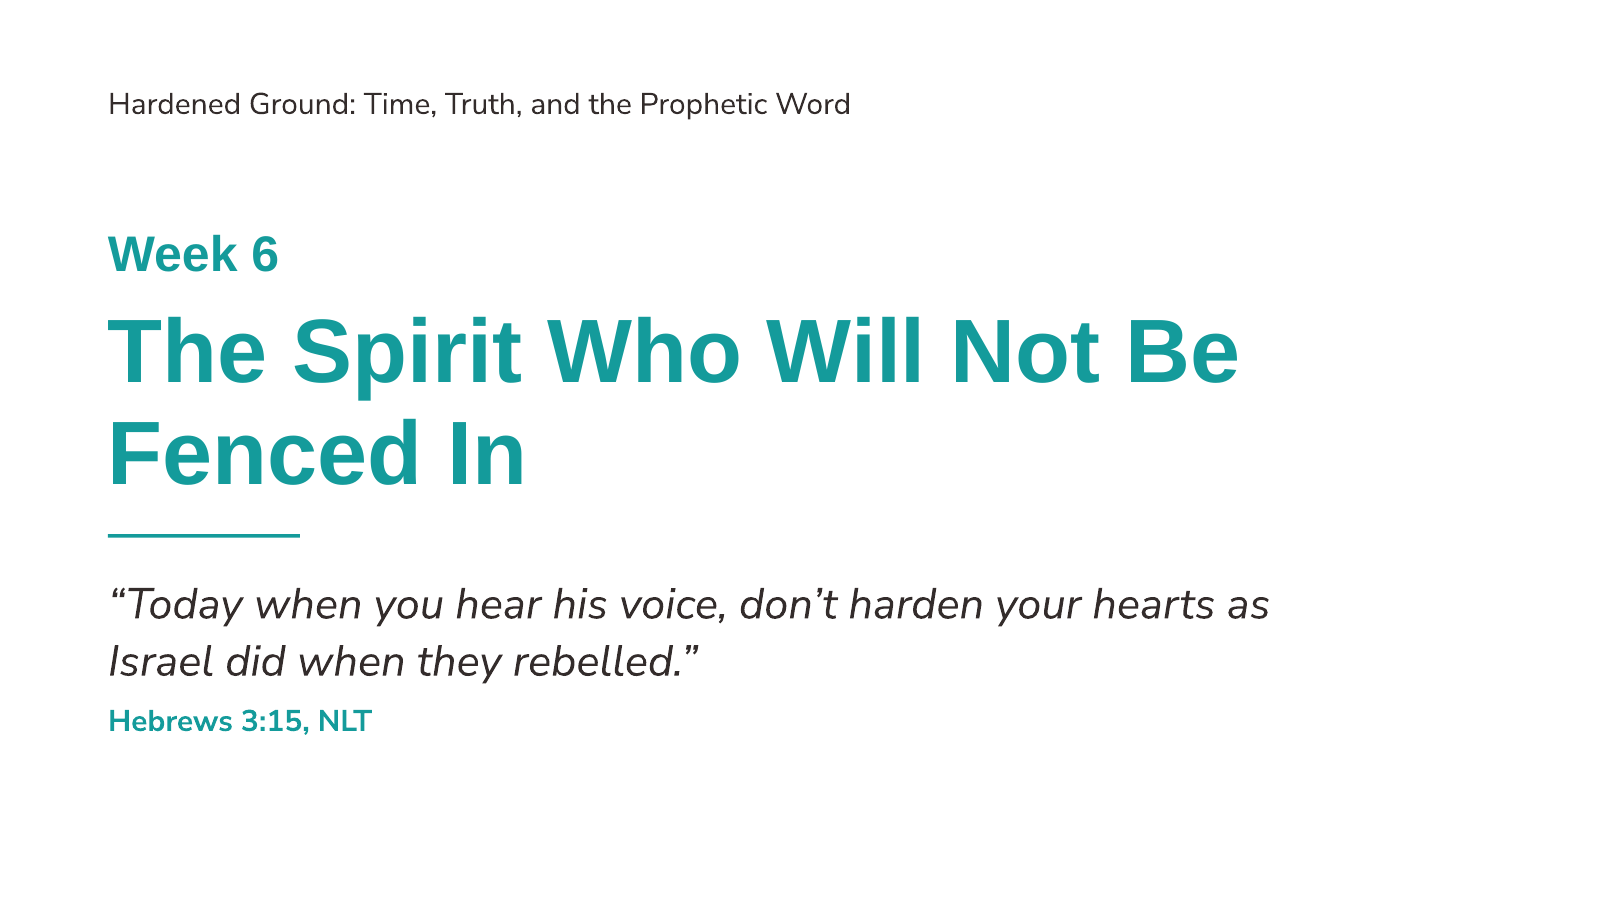 Hardened Ground: Time, Truth, and the Prophetic Word
Week 6
The Spirit Who Will Not Be
Fenced In
“Today when you hear his voice, don’t harden your hearts as
Israel did when they rebelled.”
Hebrews 3:15, NLT